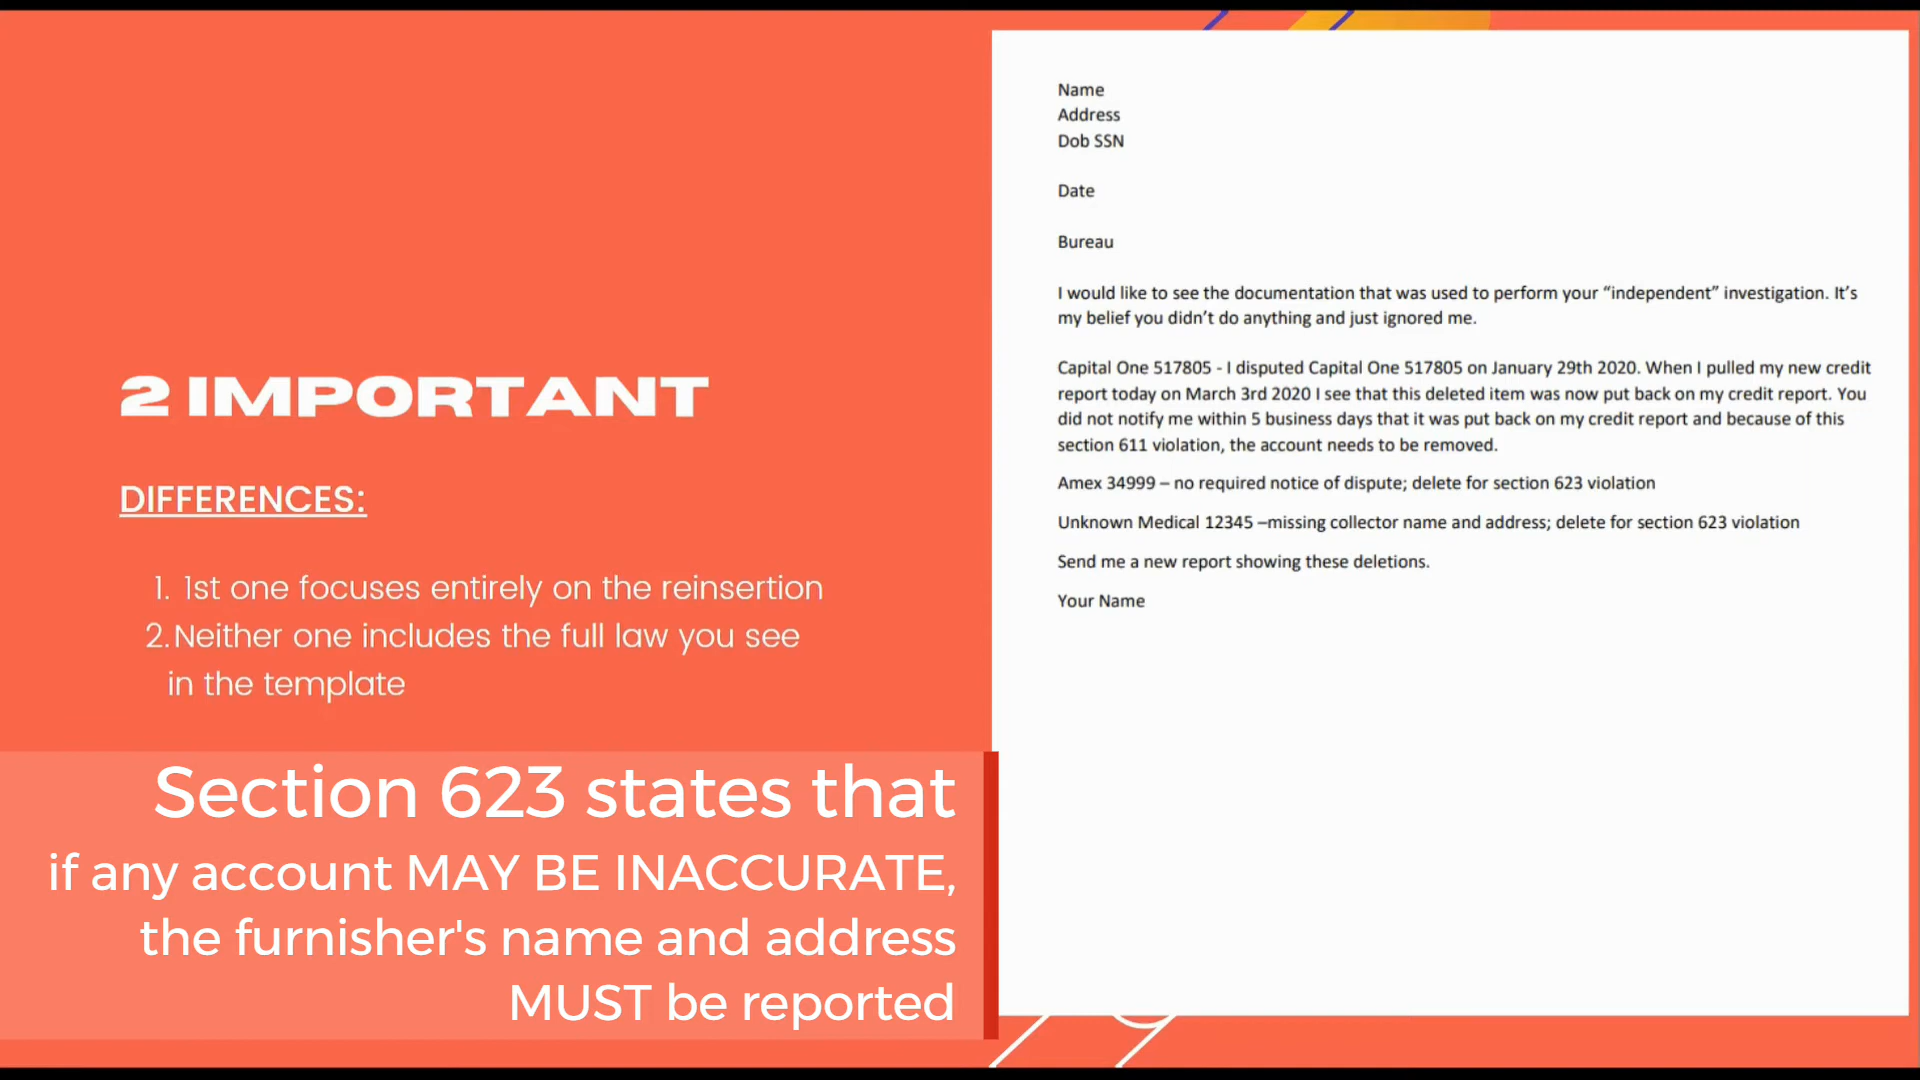 2 IMPORTANT
DIFFERENCES:
1. 1st one focuses entirely on the reinsertion
2. Neither one includes the full law you see
in the template
Section 623 states that
if any account MAY BE INACCURATE,
the furnisher's name and address
MUST be reported
Name
Address
Dob SSN
Date
Bureau
I would like to see the documentation that was used to perform your “independent” investigation. It’s
my belief you didn’t do anything and just ignored me.
Capital One 517805 - I disputed Capital One 517805 on January 29th 2020. When I pulled my new credit
report today on March 3rd 2020 I see that this deleted item was now put back on my credit report. You
did not notify me within 5 business days that it was put back on my credit report and because of this
section 611 violation, the account needs to be removed.
Amex 34999 – no required notice of dispute; delete for section 623 violation
Unknown Medical 12345 –missing collector name and address; delete for section 623 violation
Send me a new report showing these deletions.
Your Name